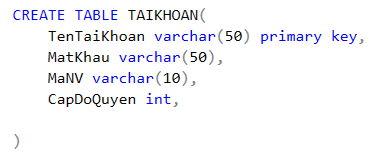 CREATE TABLE TAIKHOAN(
    TenTaiKhoan varchar(50) primary key,
    MatKhau varchar(50),
    MaNV varchar(10),
    CapDoQuyen int,
)